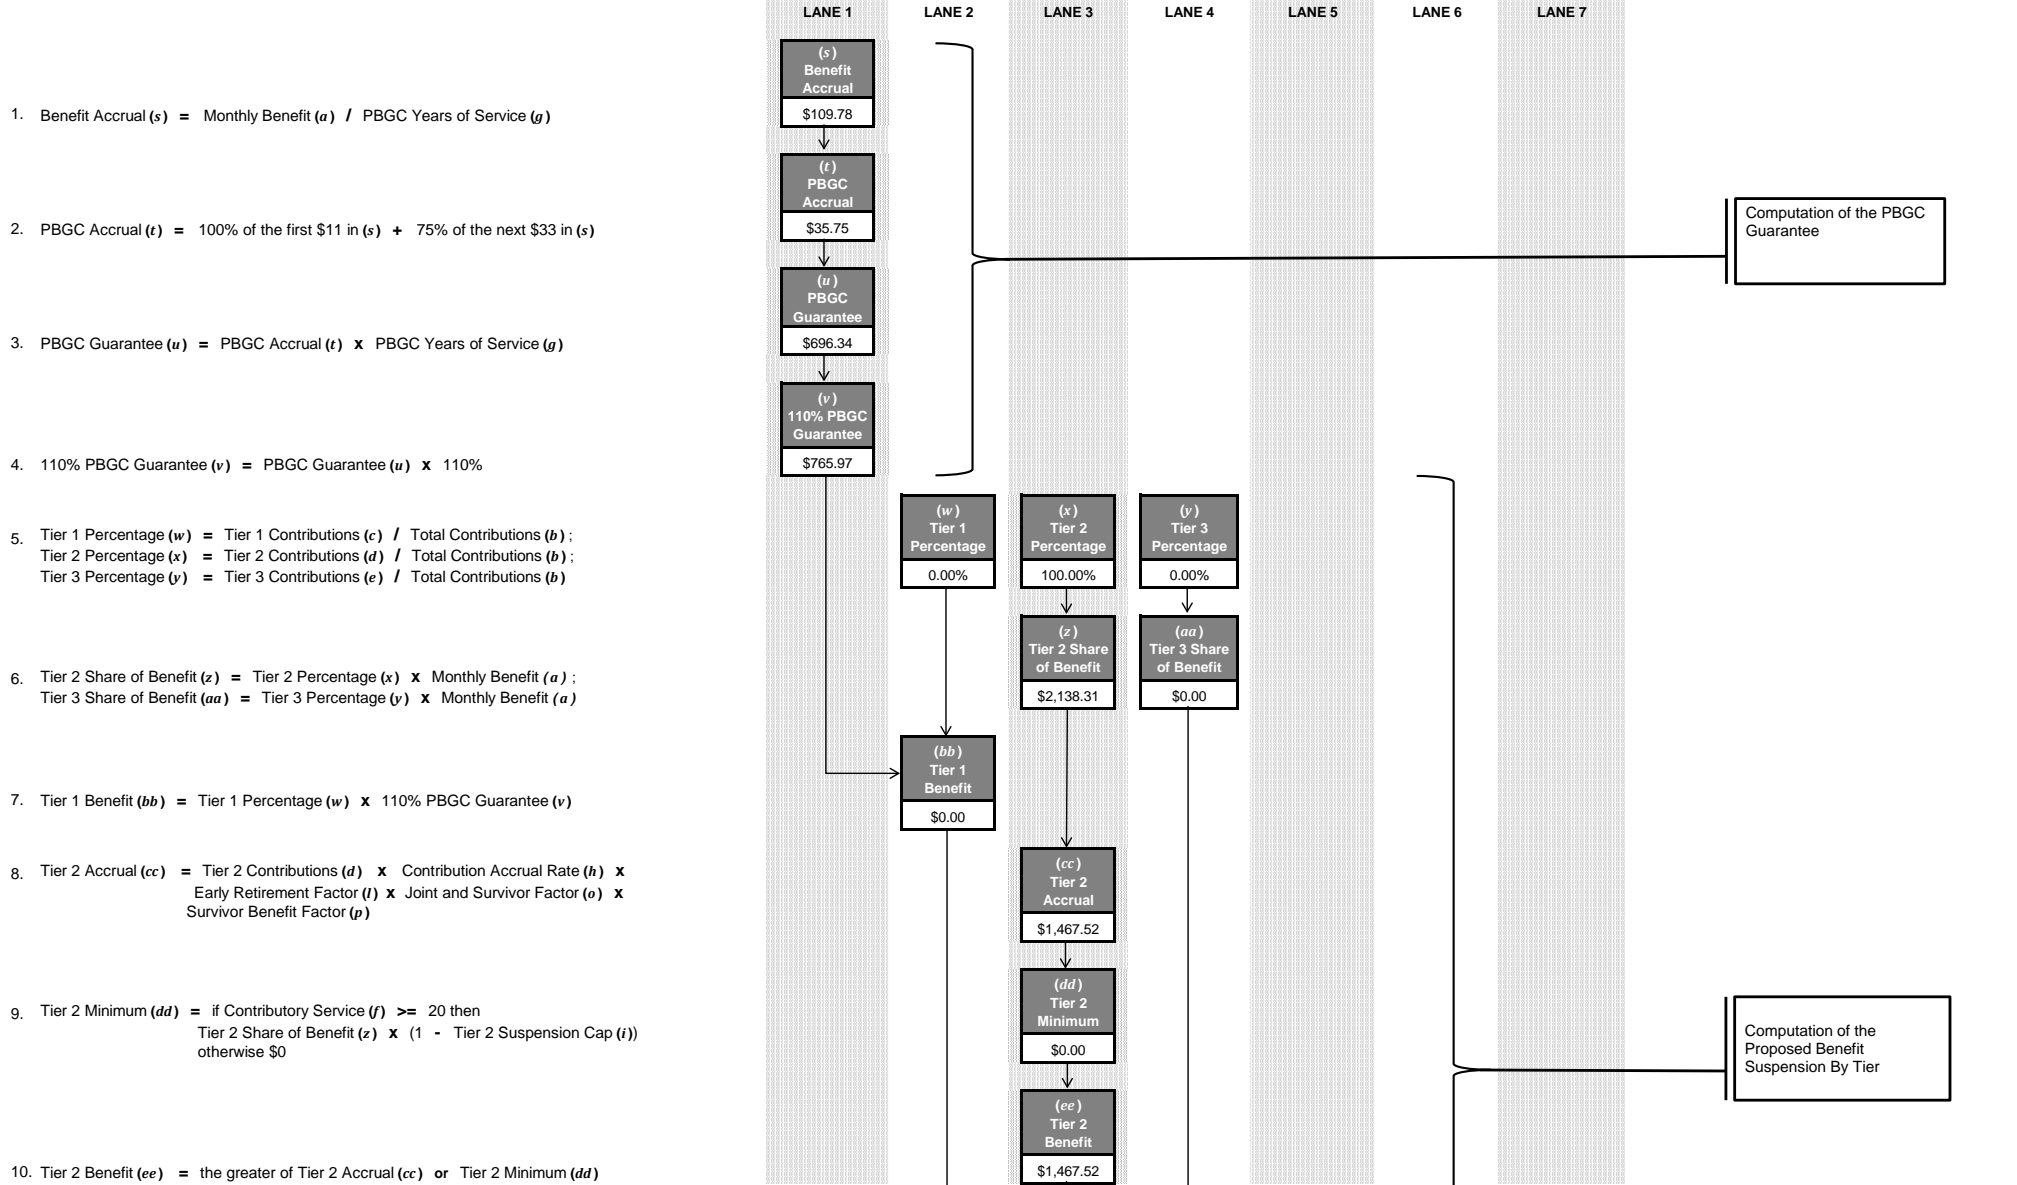 LANE 1 LANE 2 LANE 3 LANE 4 LANE 5 LANE 6 LANE 7
(s)
Benefit
Accrual
$109.78
1. Benefit Accrual (s) = Monthly Benefit (a) / PBGC Years of Service (g)
(t)
PBGC
Accrual
$35.75
2. PBGC Accrual (t) = 100% of the first $11 in (s) + 75% of the next $33 in (s)
Computation of the PBGC
Guarantee
(u)
PBGC
Guarantee
$696.34
3. PBGC Guarantee (u) = PBGC Accrual (t) x PBGC Years of Service (g)
(v)
110% PBGC
Guarantee
$765.97
4. 110% PBGC Guarantee (v) = PBGC Guarantee (u) x 110%
(w)
Tier 1
Percentage
0.00%
(x)
Tier 2
Percentage
100.00%
(y)
Tier 3
Percentage
0.00%
5. Tier 1 Percentage (w) = Tier 1 Contributions (c) / Total Contributions (b) ;
Tier 2 Percentage (x) = Tier 2 Contributions (d) / Total Contributions (b) ;
Tier 3 Percentage (y) = Tier 3 Contributions (e) / Total Contributions (b)
(z)
Tier 2 Share
of Benefit
$2,138.31
(aa)
Tier 3 Share
of Benefit
$0.00
6. Tier 2 Share of Benefit (z) = Tier 2 Percentage (x) x Monthly Benefit (a) ;
Tier 3 Share of Benefit (aa) = Tier 3 Percentage (y) x Monthly Benefit (a)
(bb)
Tier 1
Benefit
$0.00
7. Tier 1 Benefit (bb) = Tier 1 Percentage (w) x 110% PBGC Guarantee (v)
(cc)
Tier 2
Accrual
$1,467.52
8. Tier 2 Accrual (cc) = Tier 2 Contributions (d) x Contribution Accrual Rate (h) x
Early Retirement Factor (l) x Joint and Survivor Factor (o) x
Survivor Benefit Factor (p)
(dd)
Tier 2
Minimum
$0.00
9. Tier 2 Minimum (dd) = if Contributory Service (f) >= 20 then
Tier 2 Share of Benefit (z) x (1 - Tier 2 Suspension Cap (i))
otherwise $0
Computation of the
Proposed Benefit
Suspension By Tier
(ee)
Tier 2
Benefit
$1,467.52
10. Tier 2 Benefit (ee) = the greater of Tier 2 Accrual (cc) or Tier 2 Minimum (dd)